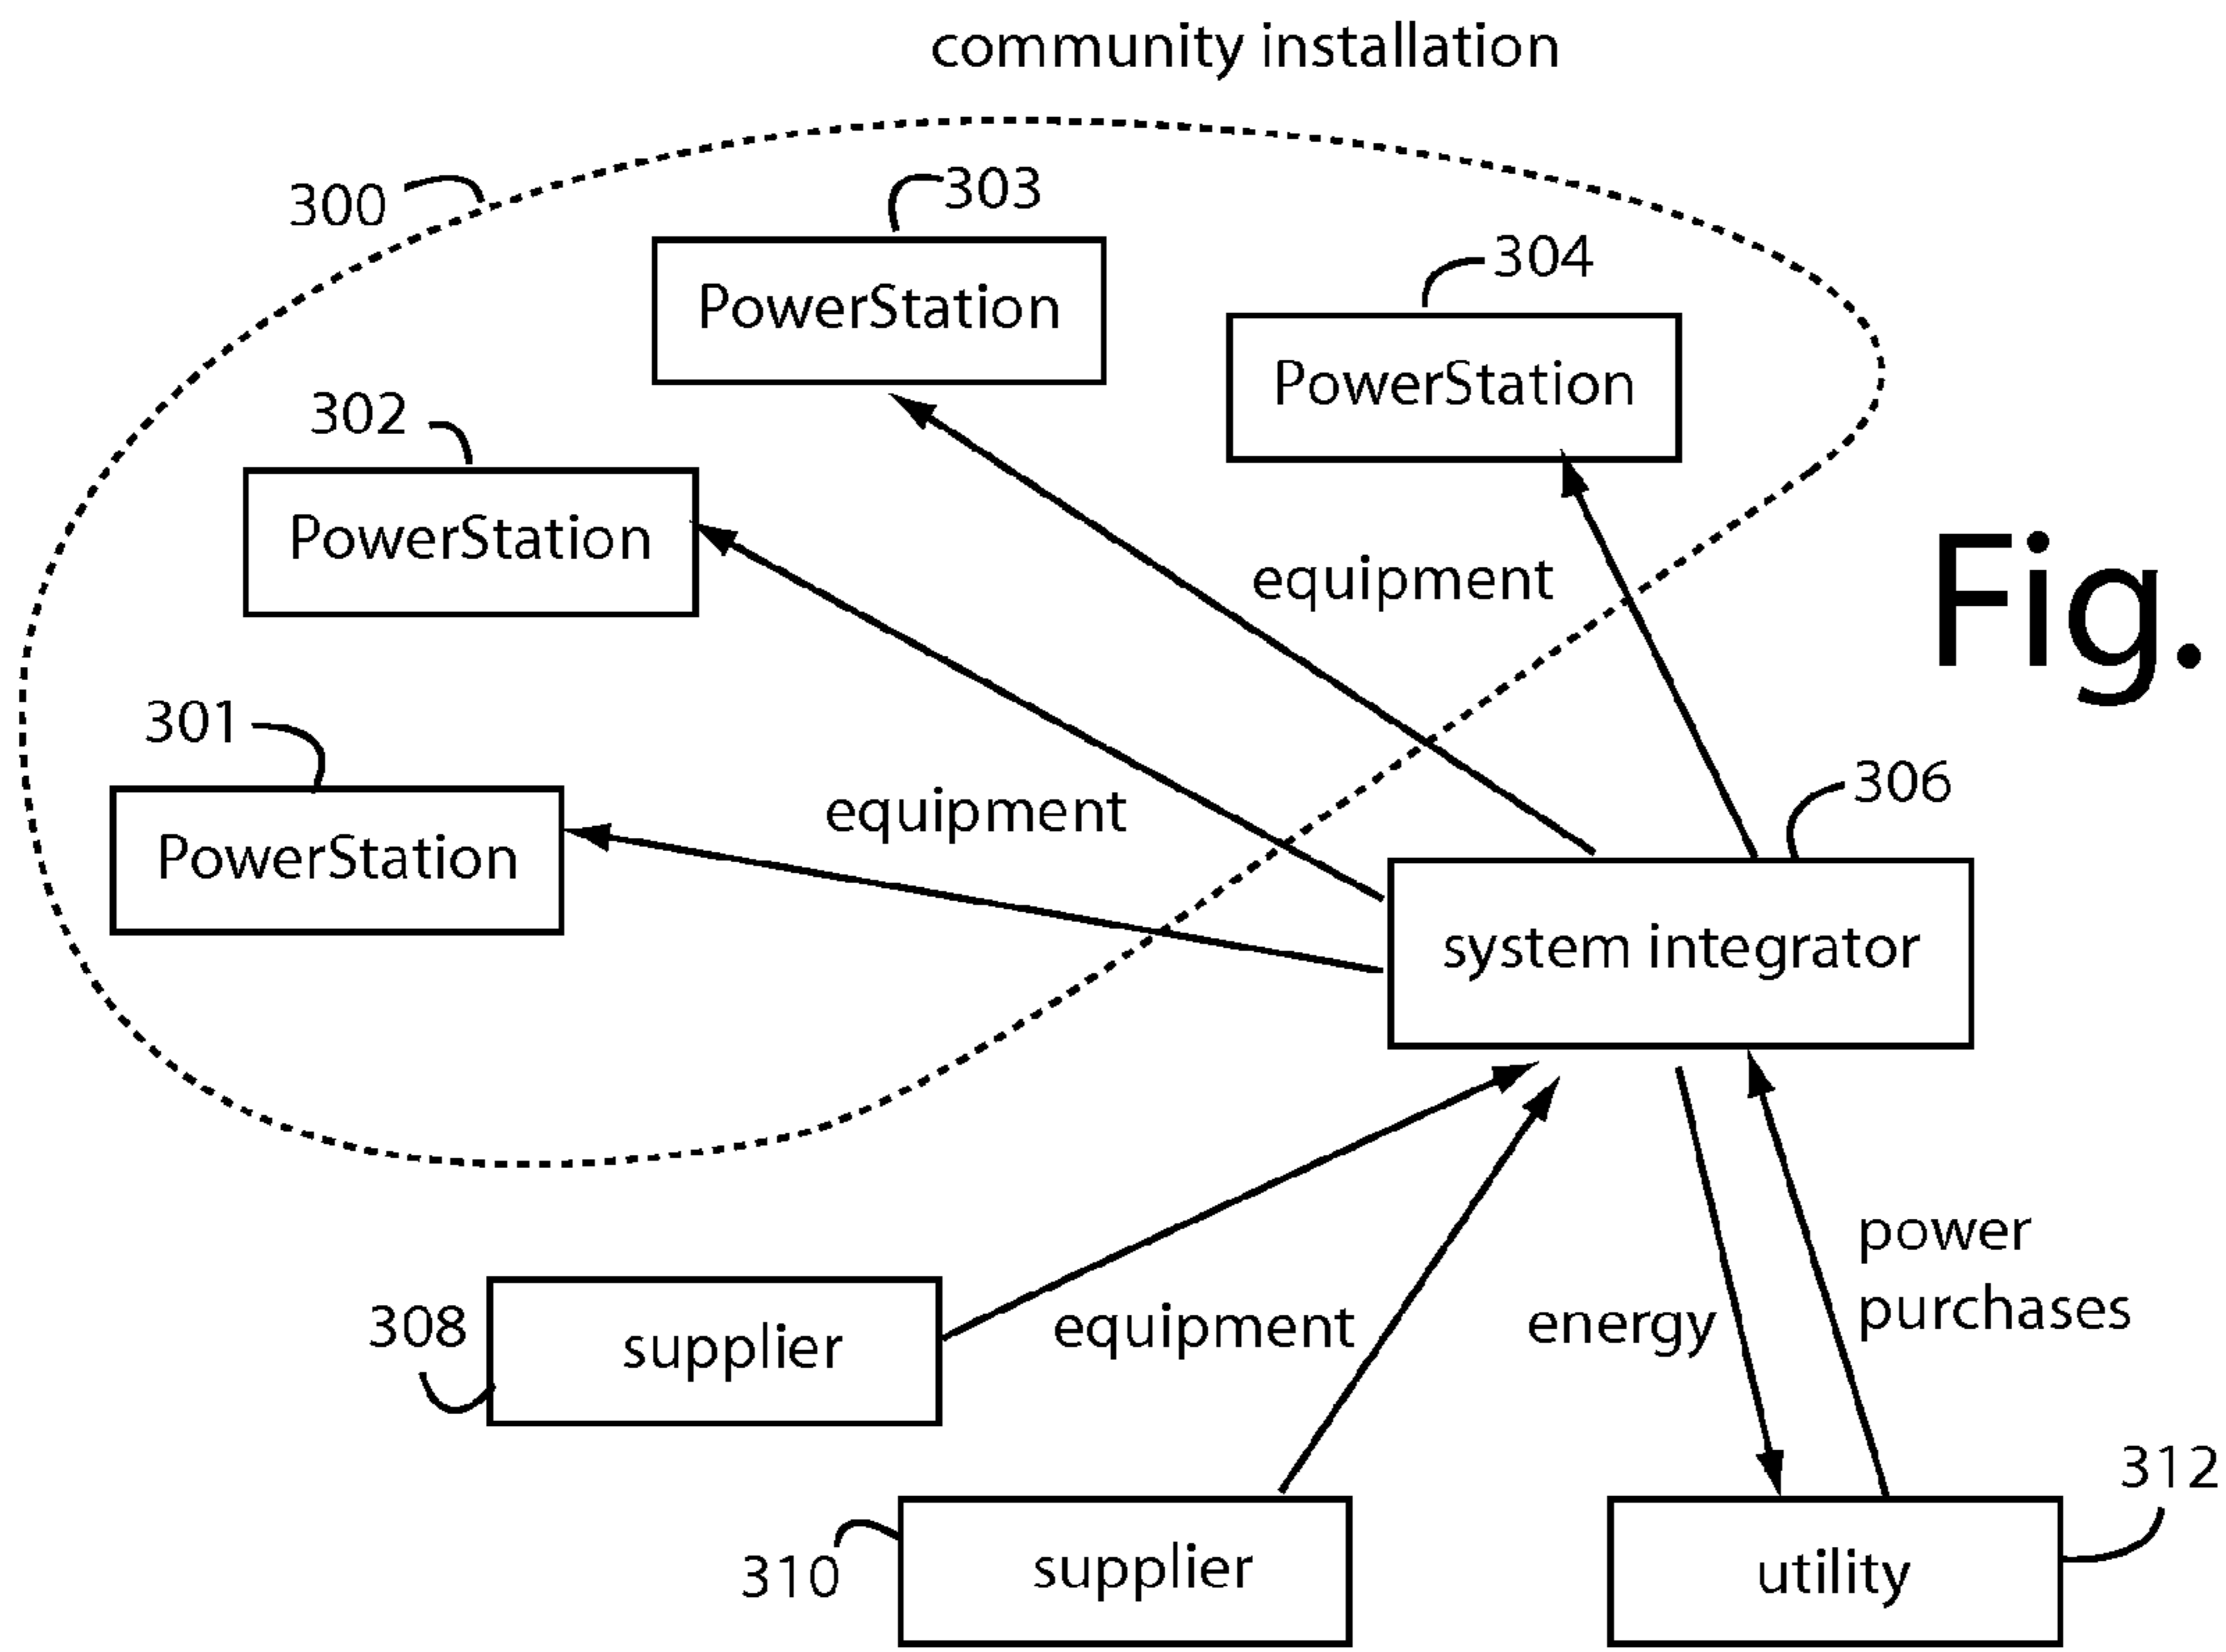 community installation
300
303
PowerStation
304
PowerStation
302
PowerStation
equipment
Fig.
301
PowerStation
equipment
306
system integrator
power
purchases
308
supplier
equipment
energy
312
310
supplier
utility